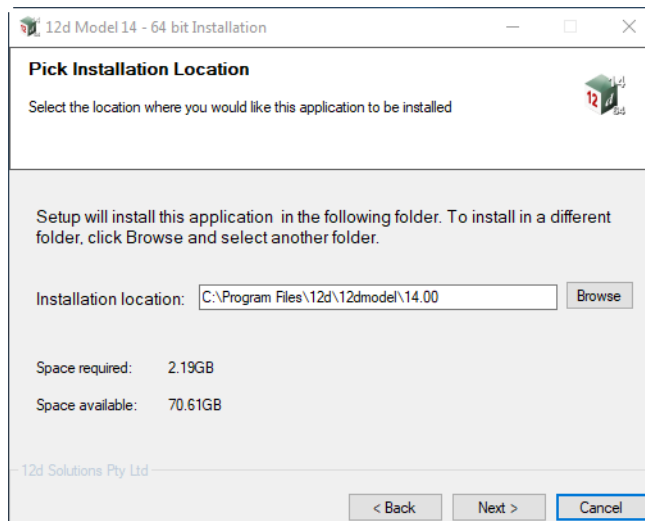 12d Model 14 - 64 bit Installation
Pick Installation Location
Select the location where you would like this application to be installed
14
12 d
64
Setup will install this application in the following folder. To install in a different
folder, click Browse and select another folder.
Installation location: C:\Program Files\12d\12dmodel\14.00 Browse
Space required: 2.19GB
Space available: 70.61GB
12d Solutions Pty Ltd
< Back Next > Cancel